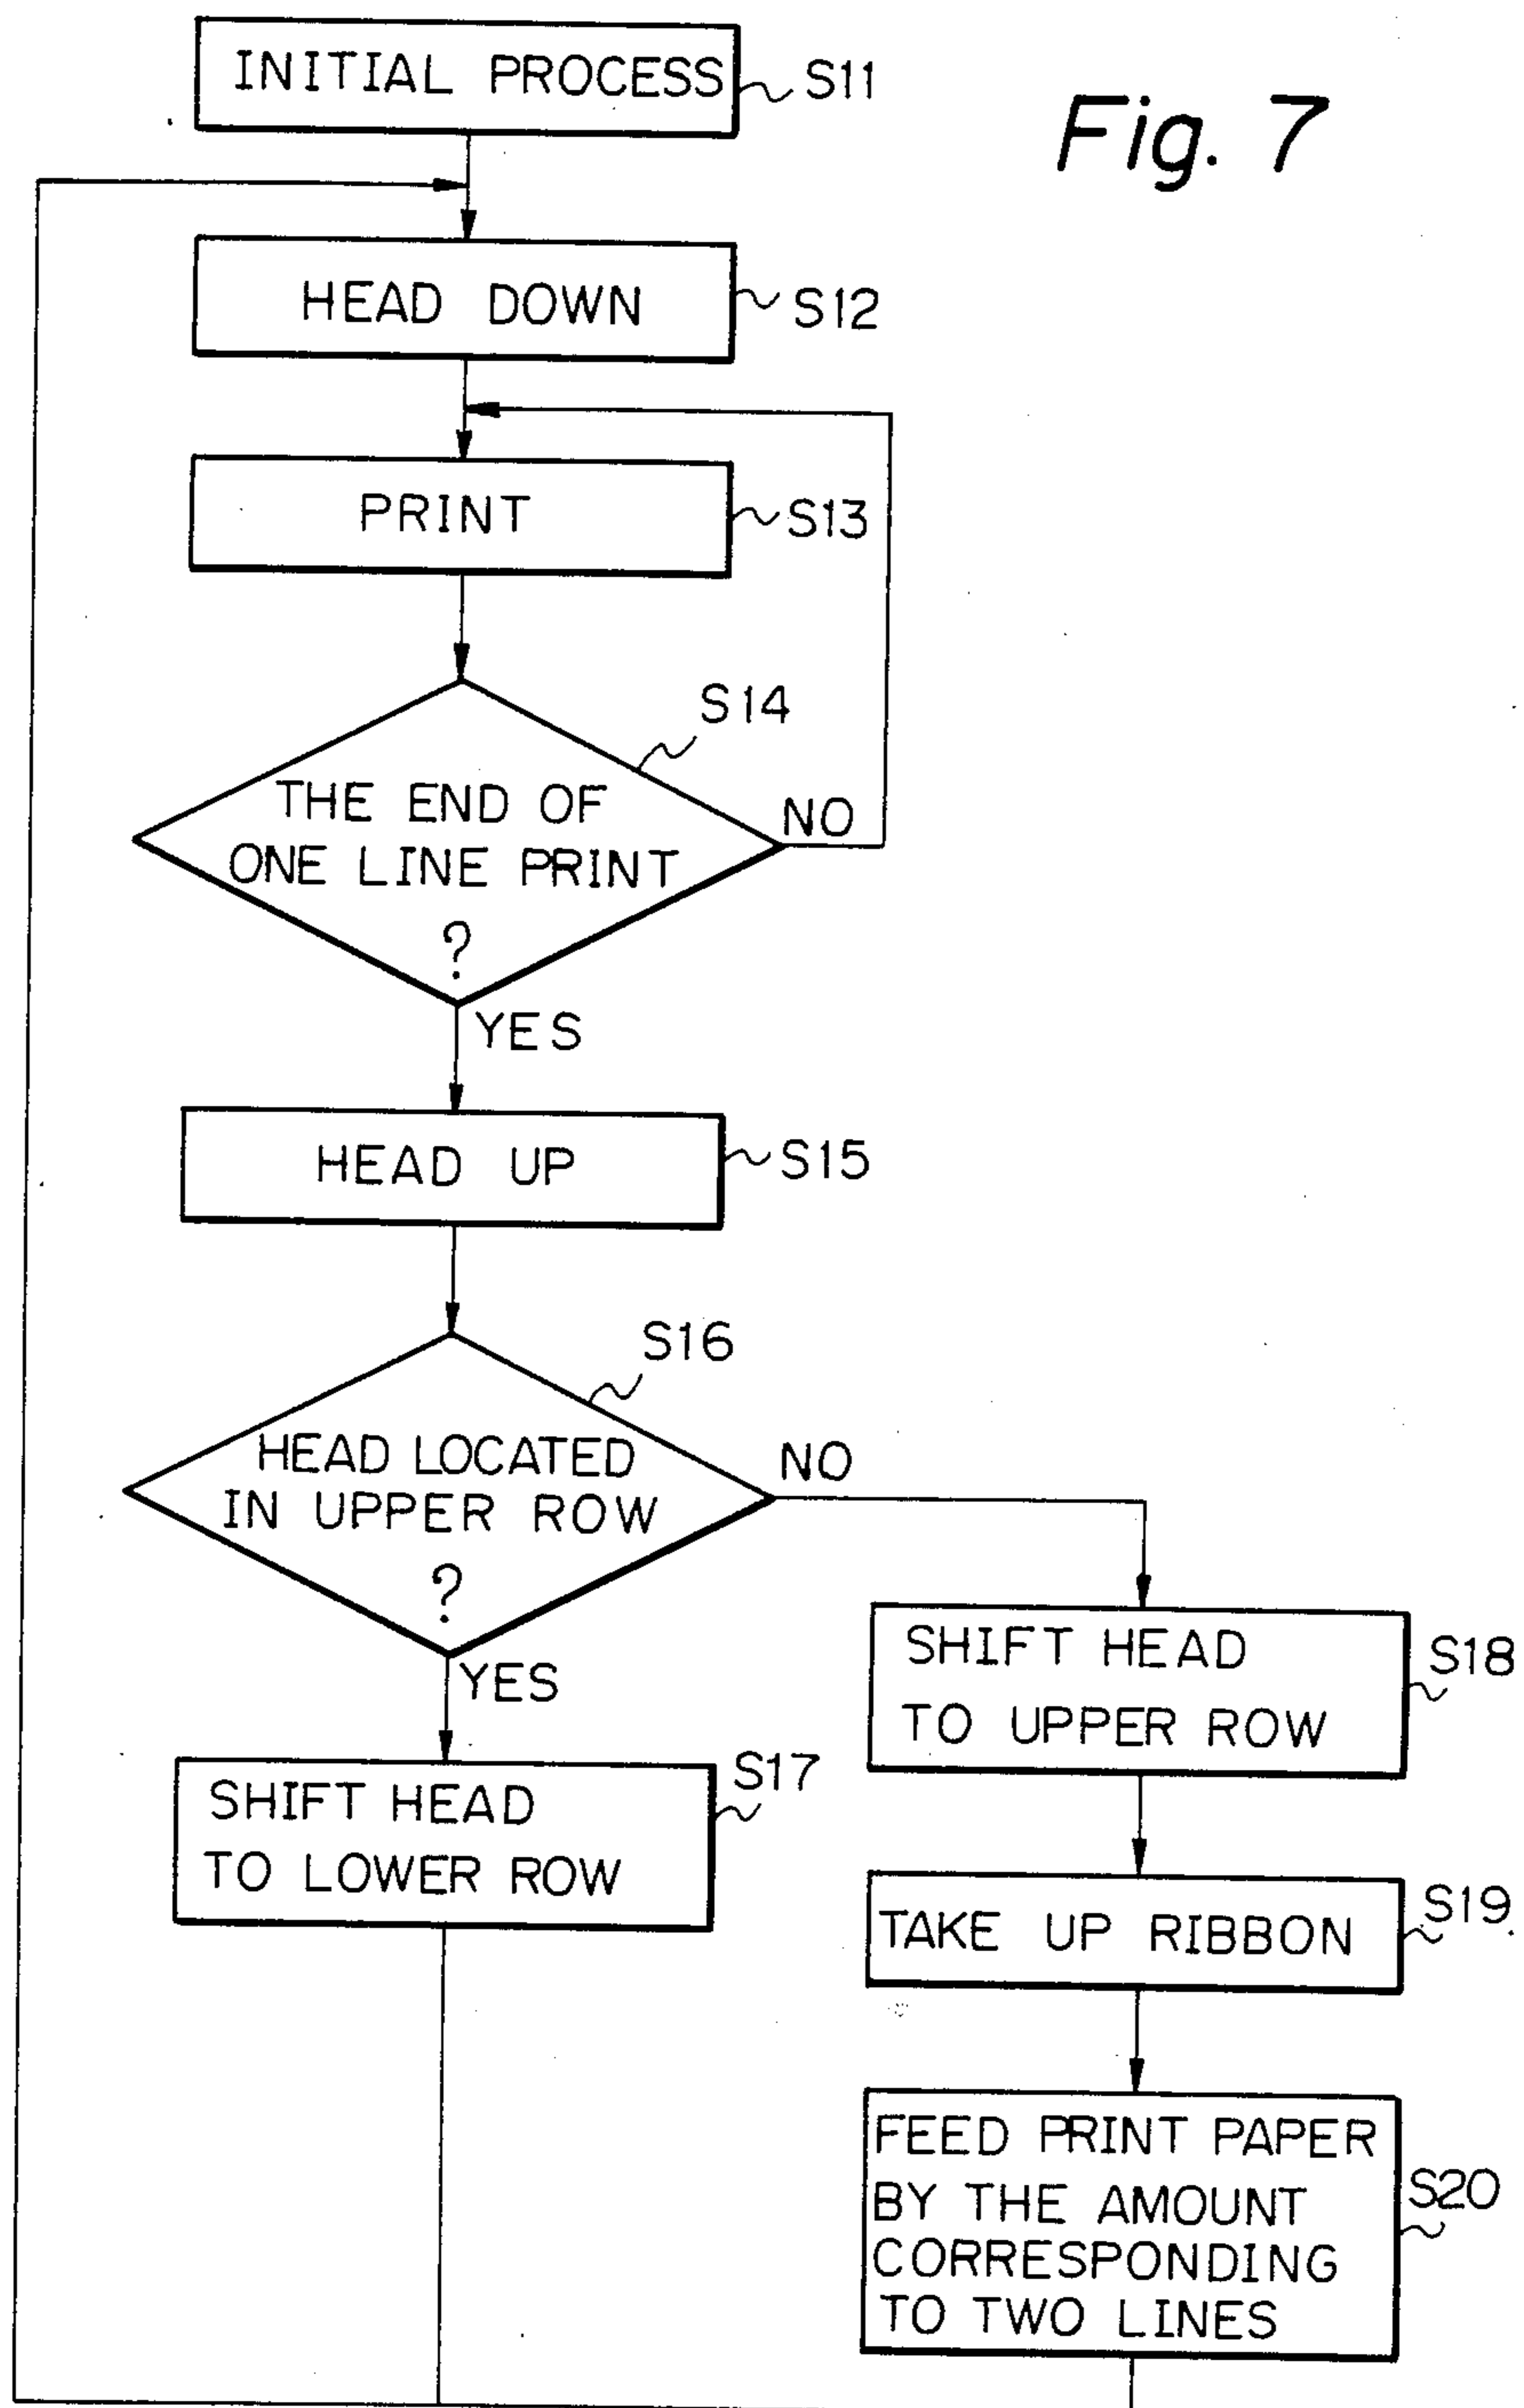 INITIAL PROCESS
S11
Fig. 7
HEAD DOWN
S12
PRINT
S13
S14
THE END OF
ONE LINE PRINT
?
NO
YES
HEAD UP
S15
S16
HEAD LOCATED
IN UPPER ROW
?
NO
YES
SHIFT HEAD
TO LOWER ROW
S17
SHIFT HEAD
TO UPPER ROW
S18
TAKE UP RIBBON
S19
FEED PRINT PAPER
BY THE AMOUNT
CORRESPONDING
TO TWO LINES
S20